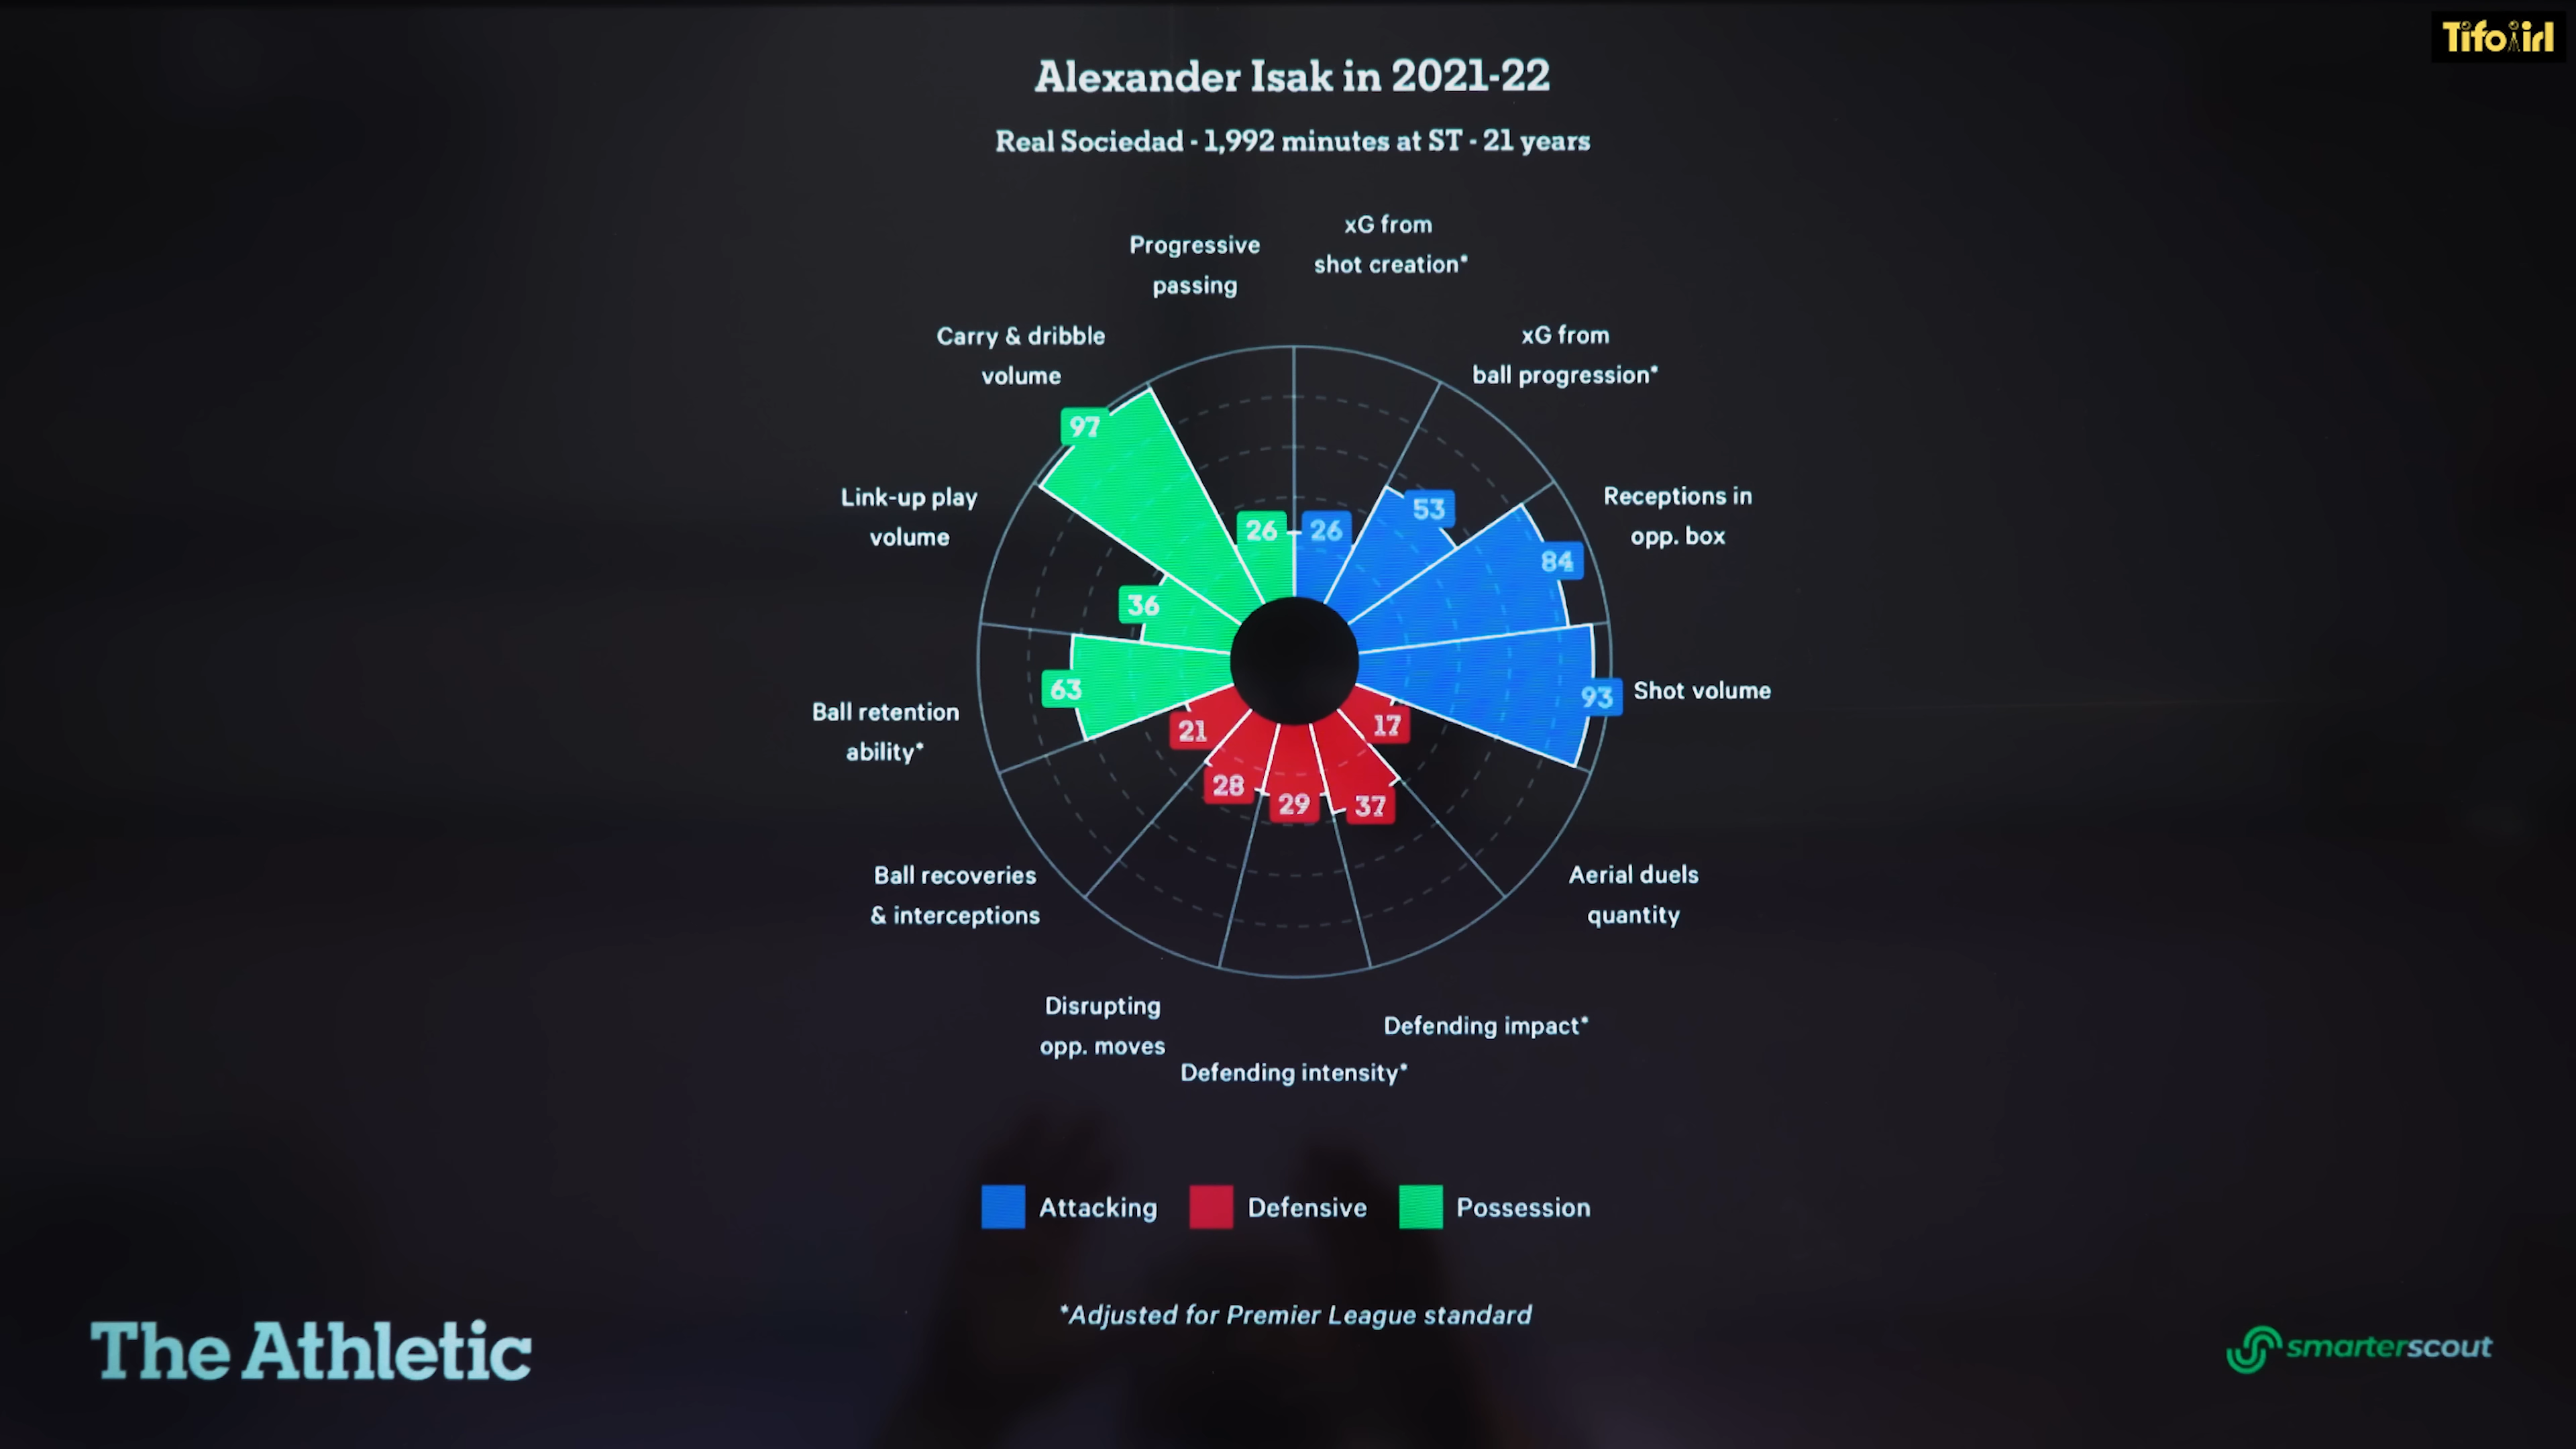 Tifo irl
Alexander Isak in 2021-22
Real Sociedad - 1,992 minutes at ST - 21 years
xG from
shot creation*
Progressive
passing
Carry & dribble
volume
xG from
ball progression*
Link-up play
volume
Receptions in
opp. box
97
53
26
26
84
36
63
93
Shot volume
Ball retention
ability*
21
17
28
29
37
Ball recoveries
& interceptions
Aerial duels
quantity
Disrupting
opp. moves
Defending impact*
Defending intensity*
Attacking
Defensive
Possession
*Adjusted for Premier League standard
The Athletic
smarterscout